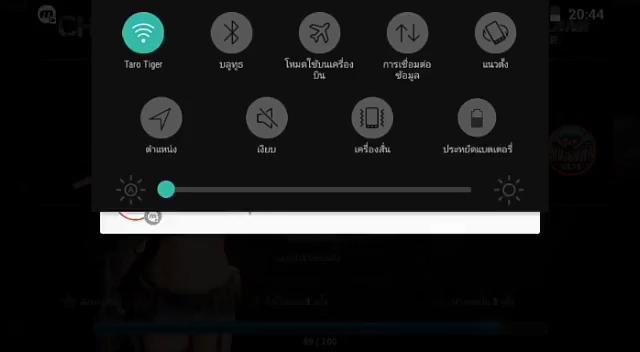 20:44
Taro Tiger
บลูทูธ
โหมดใช้บนเครื่อง
บิน
การเชื่อมต่อ
ข้อมูล
แนวตั้ง
ตำแหน่ง
เงียบ
เครื่องสั่น
ประหยัดแบตเตอรี่
89 / 100